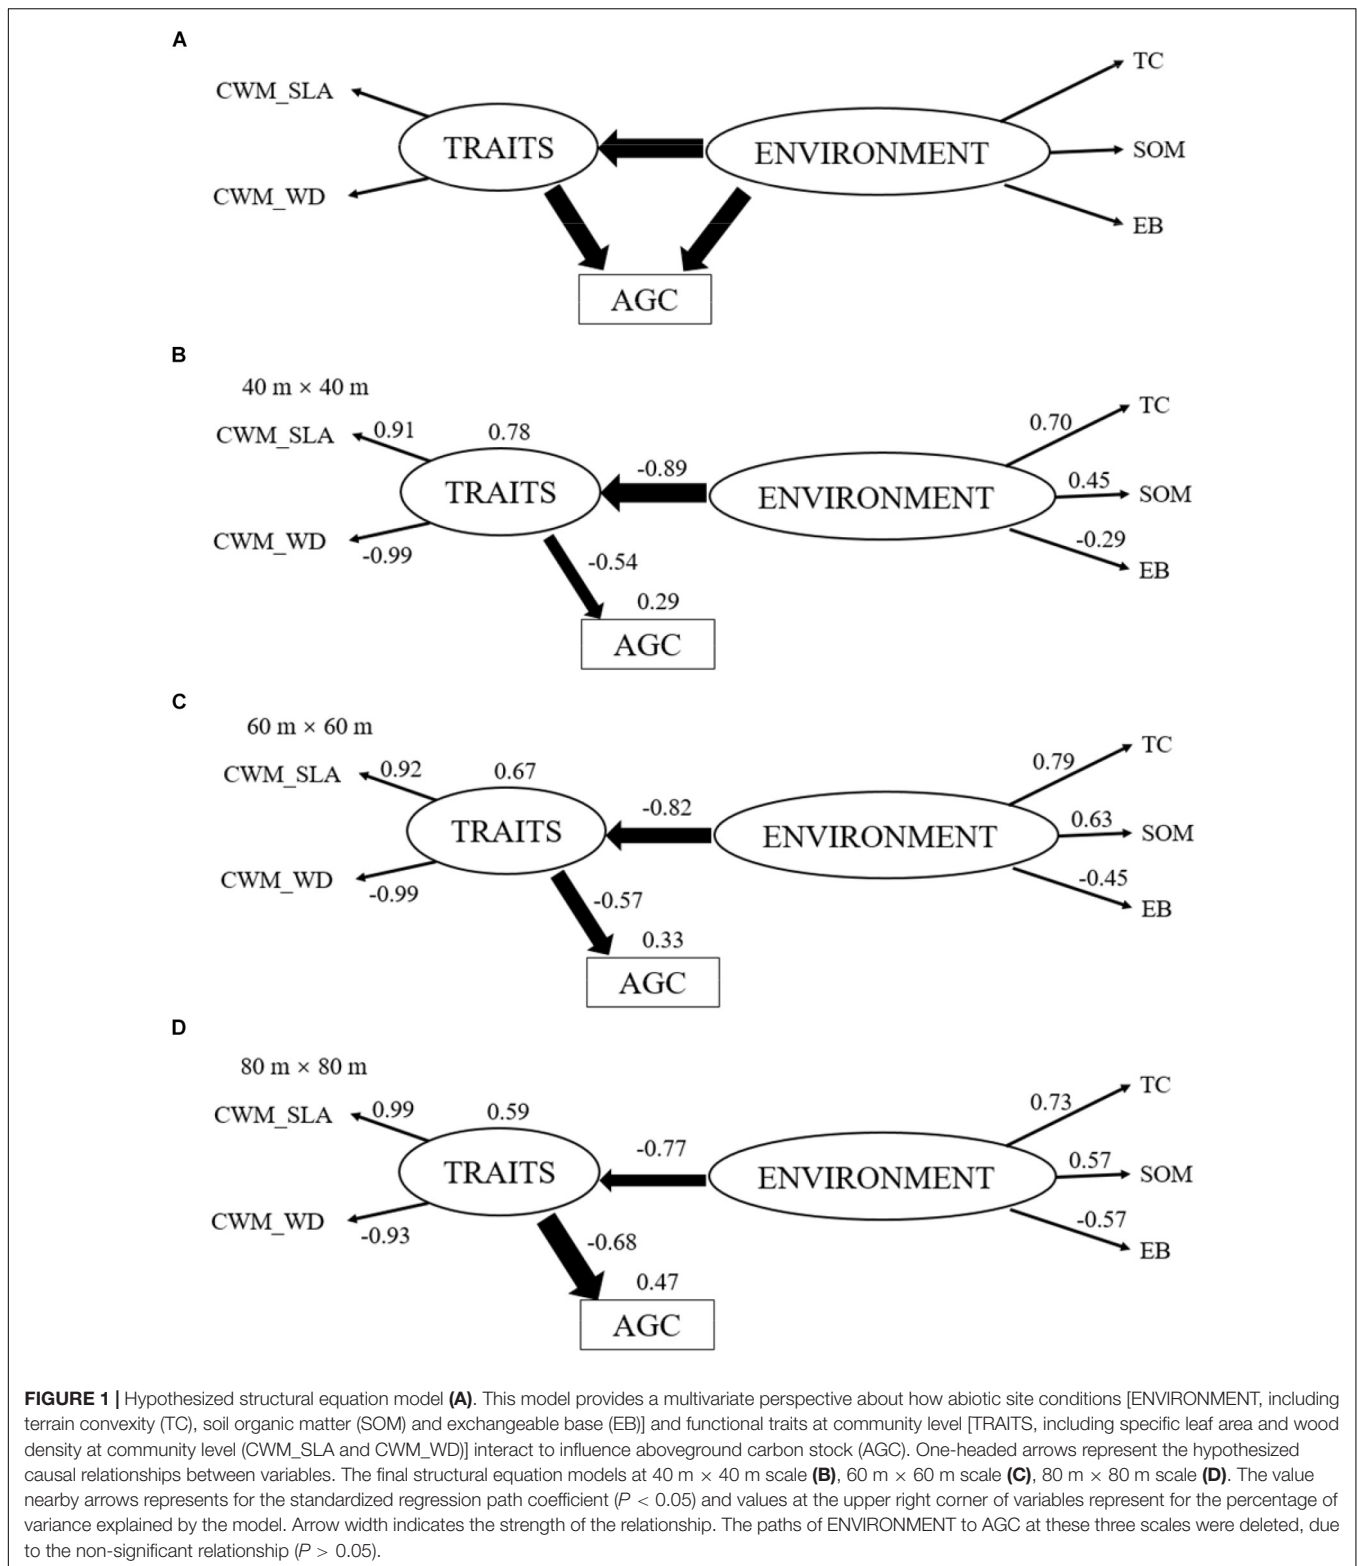 A
CWM_SLA
TC
TRAITS
ENVIRONMENT
SOM
CWM_WD
EB
AGC
B
40 m × 40 m
CWM_SLA
0.91
0.78
TC
0.70
TRAITS
-0.89
ENVIRONMENT
0.45
SOM
CWM_WD
-0.99
-0.54
-0.29
EB
0.29
AGC
C
60 m × 60 m
CWM_SLA
0.92
0.67
TC
0.79
TRAITS
-0.82
ENVIRONMENT
0.63
SOM
CWM_WD
-0.99
-0.57
-0.45
EB
0.33
AGC
D
80 m × 80 m
CWM_SLA
0.99
0.59
TC
0.73
TRAITS
-0.77
ENVIRONMENT
0.57
SOM
CWM_WD
-0.93
-0.68
-0.57
EB
0.47
AGC
FIGURE 1 | Hypothesized structural equation model (A). This model provides a multivariate perspective about how abiotic site conditions [ENVIRONMENT, including
terrain convexity (TC), soil organic matter (SOM) and exchangeable base (EB)] and functional traits at community level [TRAITS, including specific leaf area and wood
density at community level (CWM_SLA and CWM_WD)] interact to influence aboveground carbon stock (AGC). One-headed arrows represent the hypothesized
causal relationships between variables. The final structural equation models at 40 m × 40 m scale (B), 60 m × 60 m scale (C), 80 m × 80 m scale (D). The value
nearby arrows represents for the standardized regression path coefficient (P < 0.05) and values at the upper right corner of variables represent for the percentage of
variance explained by the model. Arrow width indicates the strength of the relationship. The paths of ENVIRONMENT to AGC at these three scales were deleted, due
to the non-significant relationship (P > 0.05).